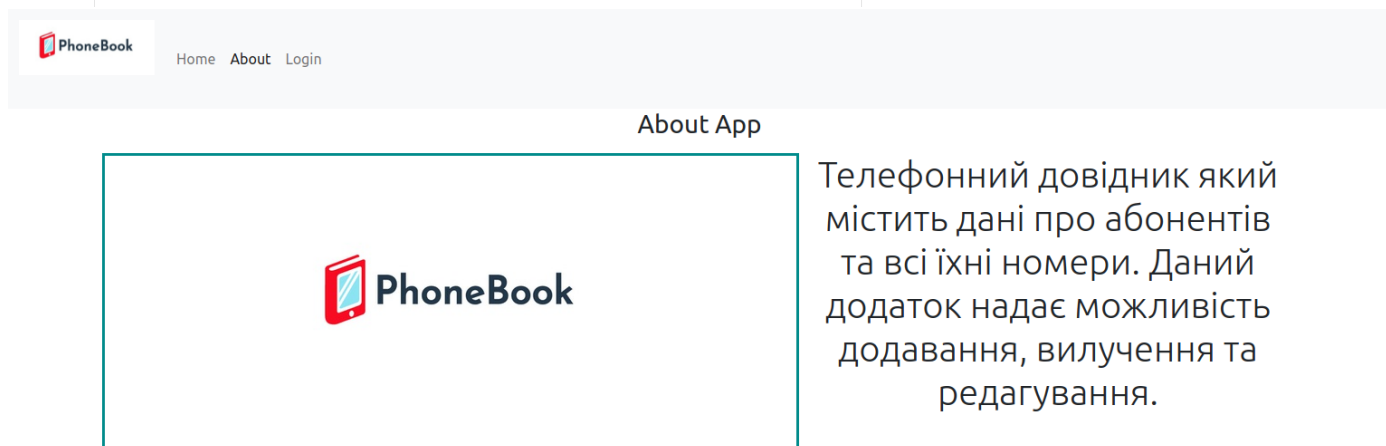 PhoneBook
Home About Login
About App
PhoneBook
Телефонний довідник який
містить дані про абонентів
та всі їхні номери. Даний
додаток надає можливість
додавання, вилучення та
редагування.